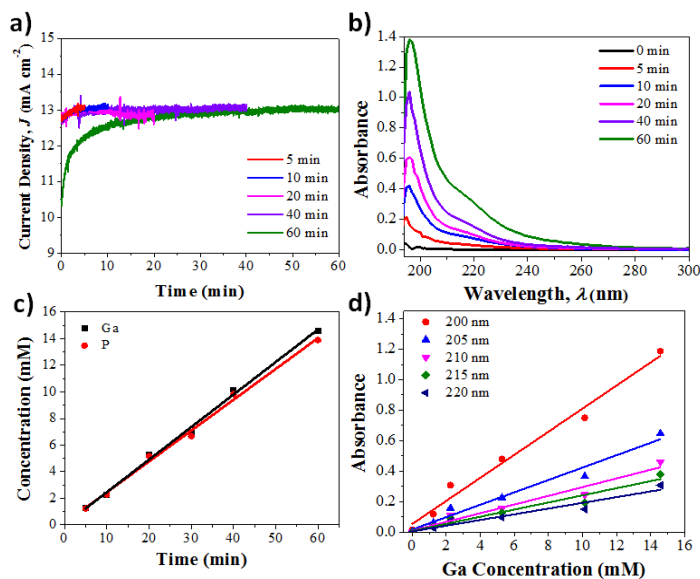 a)
Current Density, J (mA cm-2)
15
14
13
12
11
10
9
5 min
10 min
20 min
40 min
60 min
0 10 20 30 40 50 60
Time (min)
b)
Absorbance
1.4
1.2
1.0
0.8
0.6
0.4
0.2
0.0
0 min
5 min
10 min
20 min
40 min
60 min
200 220 240 260 280 300
Wavelength, λ(nm)
c)
Concentration (mM)
16
14
12
10
8
6
4
2
0
Ga
P
0 10 20 30 40 50 60
Time (min)
d)
Absorbance
1.4
1.2
1.0
0.8
0.6
0.4
0.2
0.0
200 nm
205 nm
210 nm
215 nm
220 nm
0 2 4 6 8 10 12 14 16
Ga Concentration (mM)